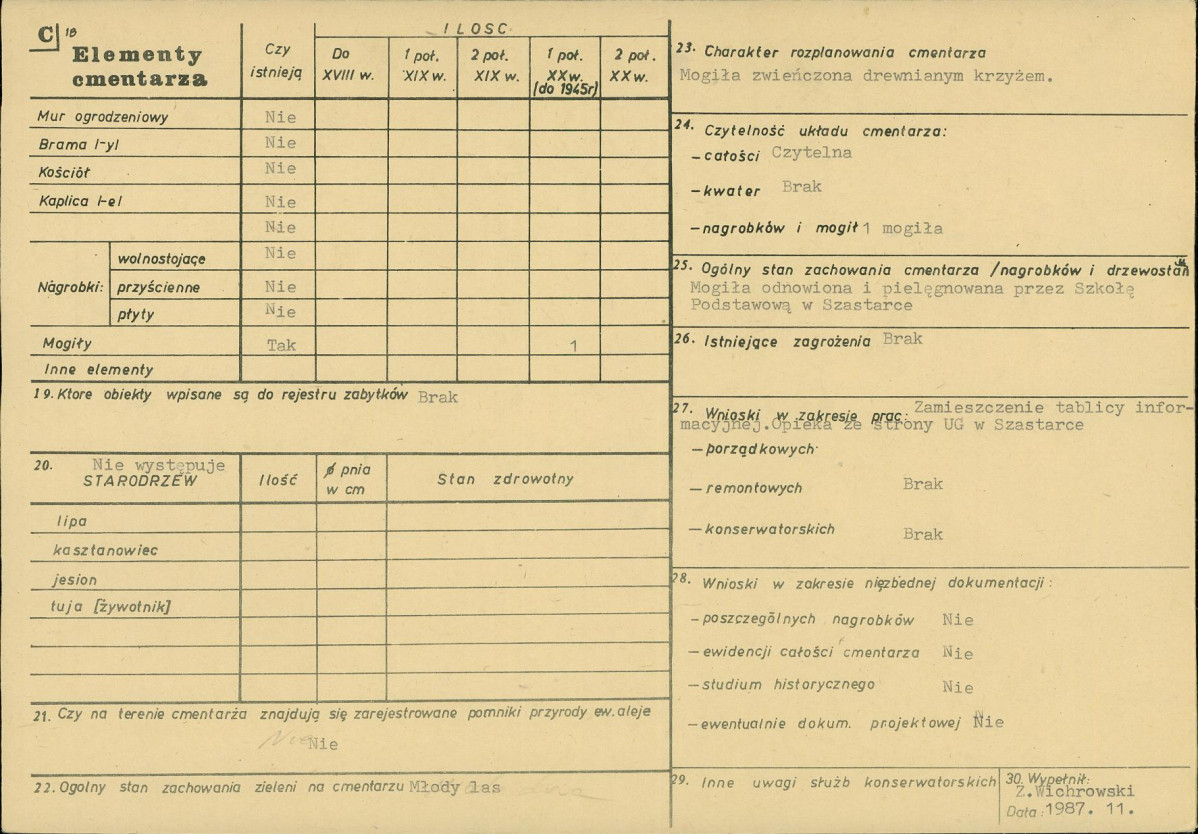 C 18
Elementy
cmentarza
Czy
istnieją
ILOSC
Do
XVIII w.
1 poł.
XIX w.
2 poł.
XIX w.
1 poł.
XXw.
(do 1945r)
2 poł.
XX w.
Mur ogrodzeniowy Nie
Brama /-y/ Nie
Kościół Nie
Kaplica /-e/ Nie
Nie
Nagrobki: wolnostojące Nie
przyścienne Nie
płyty Nie
Mogiły Tak 1
Inne elementy
19. Ktore obiekty wpisane są do rejestru zabytków Brak
20. Nie występuje
STARODRZEW
Ilość
ø pnia
w cm
Stan zdrowotny
lipa
kasztanowiec
jesion
tuja [żywotnik]
21. Czy na terenie cmentarza znajdują się zarejestrowane pomniki przyrody ew. aleje
Nie Nie
22. Ogolny stan zachowania zieleni na cmentarzu Młody las
23. Charakter rozplanowania cmentarza
Mogiła zwieńczona drewnianym krzyżem.
24. Czytelność układu cmentarza:
- całości Czytelna
- kwater Brak
- nagrobków i mogił 1 mogiła
25. Ogólny stan zachowania cmentarza /nagrobków i drzewostan
Mogiła odnowiona i pielęgnowana przez Szkołę
Podstawową w Szastarce
26. Istniejące zagrożenia Brak
27. Wnioski w zakresie prac: Zamieszczenie tablicy infor-
macyjnej.Opieka ze strony UG w Szastarce
- porządkowych
- remontowych Brak
- konserwatorskich Brak
28. Wnioski w zakresie niezbędnej dokumentacji:
- poszczególnych nagrobków Nie
- ewidencji całości cmentarza Nie
- studium historycznego Nie
- ewentualnie dokum. projektowej Nie
29. Inne uwagi służb konserwatorskich
30. Wypełnił:
Z.Wichrowski
Data: 1987. 11.